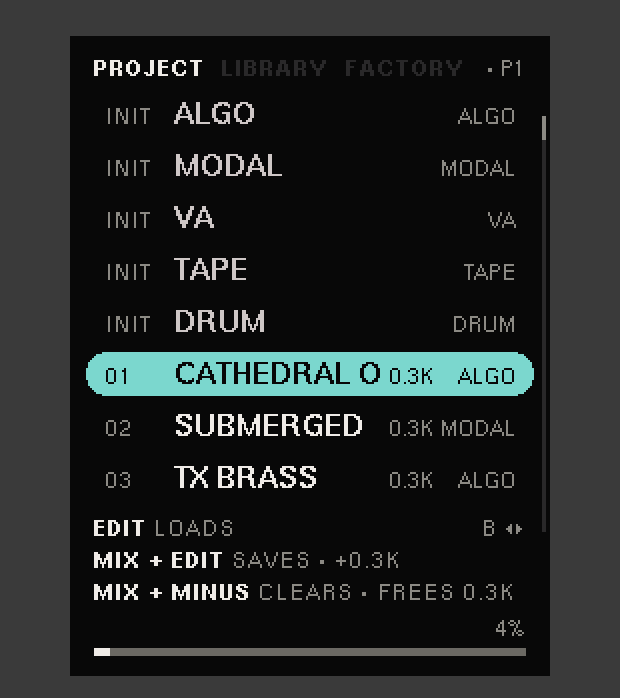 PROJECT LIBRARY FACTORY • P1
INIT ALGO ALGO
INIT MODAL MODAL
INIT VA VA
INIT TAPE TAPE
INIT DRUM DRUM
01 CATHEDRAL O 0.3K ALGO
02 SUBMERGED 0.3K MODAL
03 TX BRASS 0.3K ALGO
EDIT LOADS B
MIX + EDIT SAVES • +0.3K
MIX + MINUS CLEARS • FREES 0.3K
4%